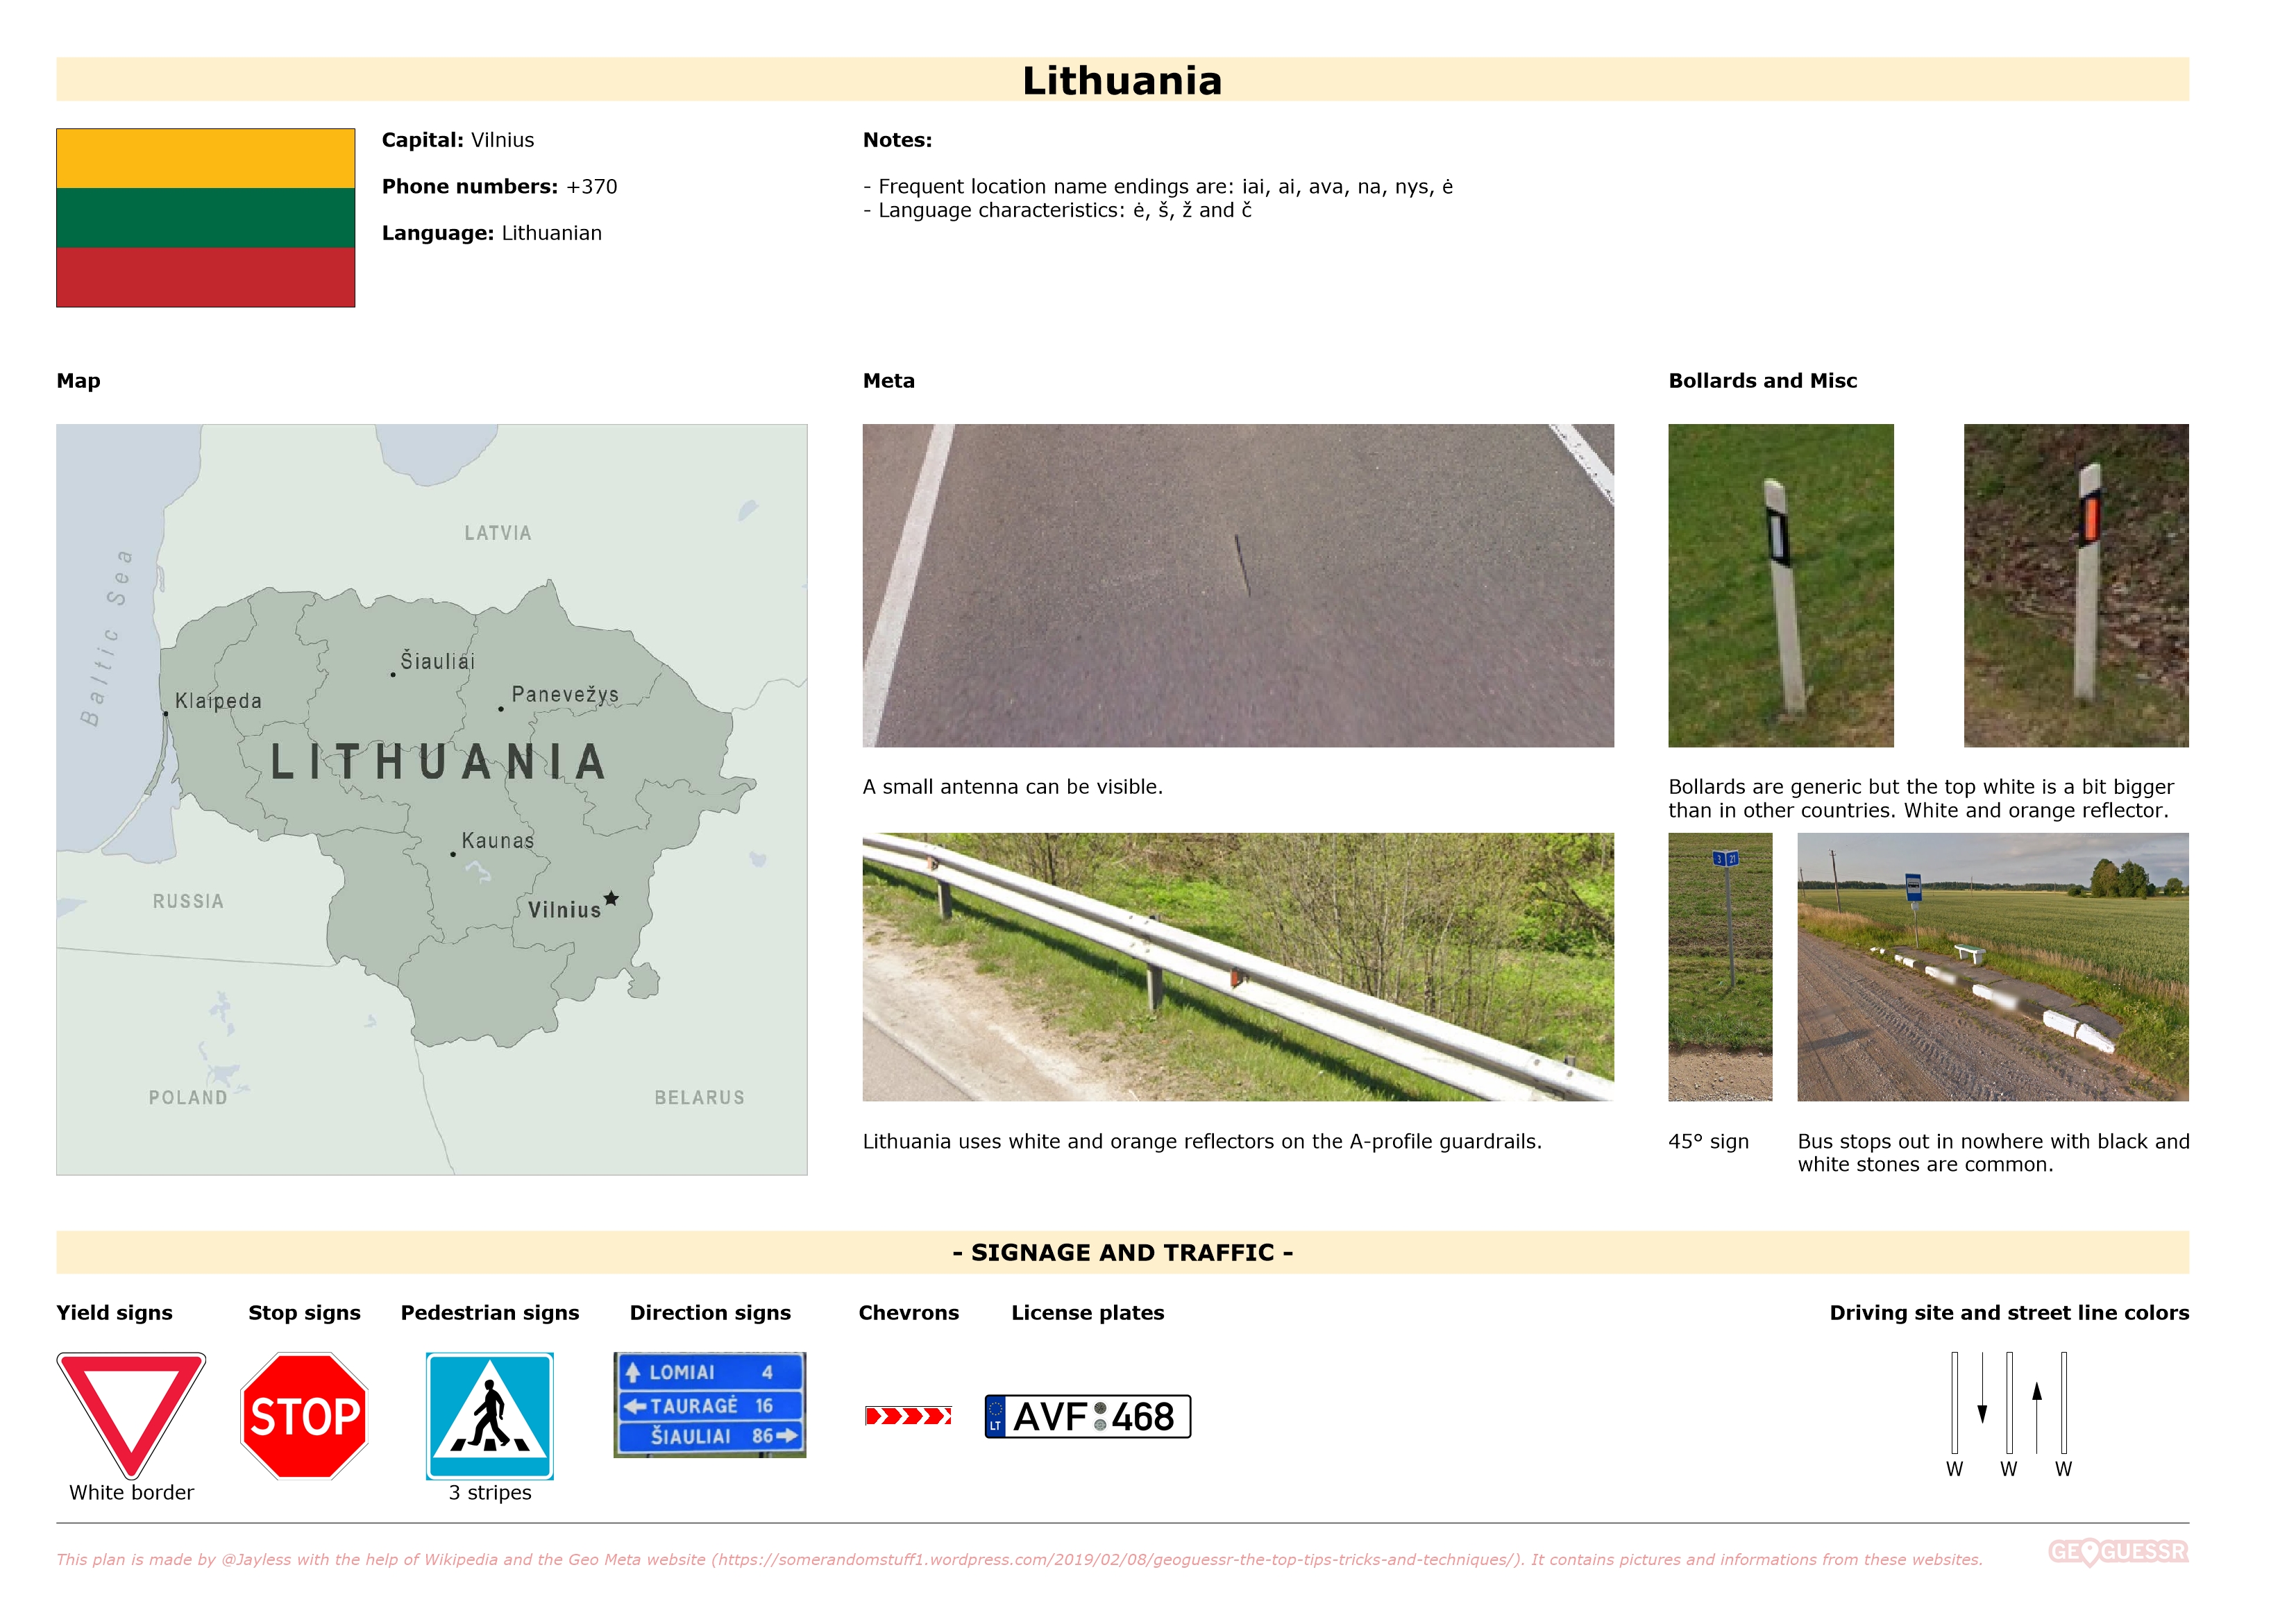 Lithuania
Capital: Vilnius
Phone numbers: +370
Language: Lithuanian
Notes:
- Frequent location name endings are: iai, ai, ava, na, nys, ė
- Language characteristics: ė, š, ž and č
Map
LATVIA
Baltic Sea
Šiauliai
Klaipeda
Panevežys
LITHUANIA
Kaunas
Vilnius
RUSSIA
POLAND
BELARUS
Meta
A small antenna can be visible.
Lithuania uses white and orange reflectors on the A-profile guardrails.
Bollards and Misc
Bollards are generic but the top white is a bit bigger
than in other countries. White and orange reflector.
3 21
45° sign
Bus stops out in nowhere with black and
white stones are common.
- SIGNAGE AND TRAFFIC -
Yield signs
White border
Stop signs
STOP
Pedestrian signs
3 stripes
Direction signs
LOMIAI 4
TAURAGĖ 16
ŠIAULIAI 86
Chevrons
License plates
LT AVF 468
Driving site and street line colors
W W W
This plan is made by @Jayless with the help of Wikipedia and the Geo Meta website (https://somerandomstuff1.wordpress.com/2019/02/08/geoguessr-the-top-tips-tricks-and-techniques/). It contains pictures and informations from these websites.
GEOGUESSR